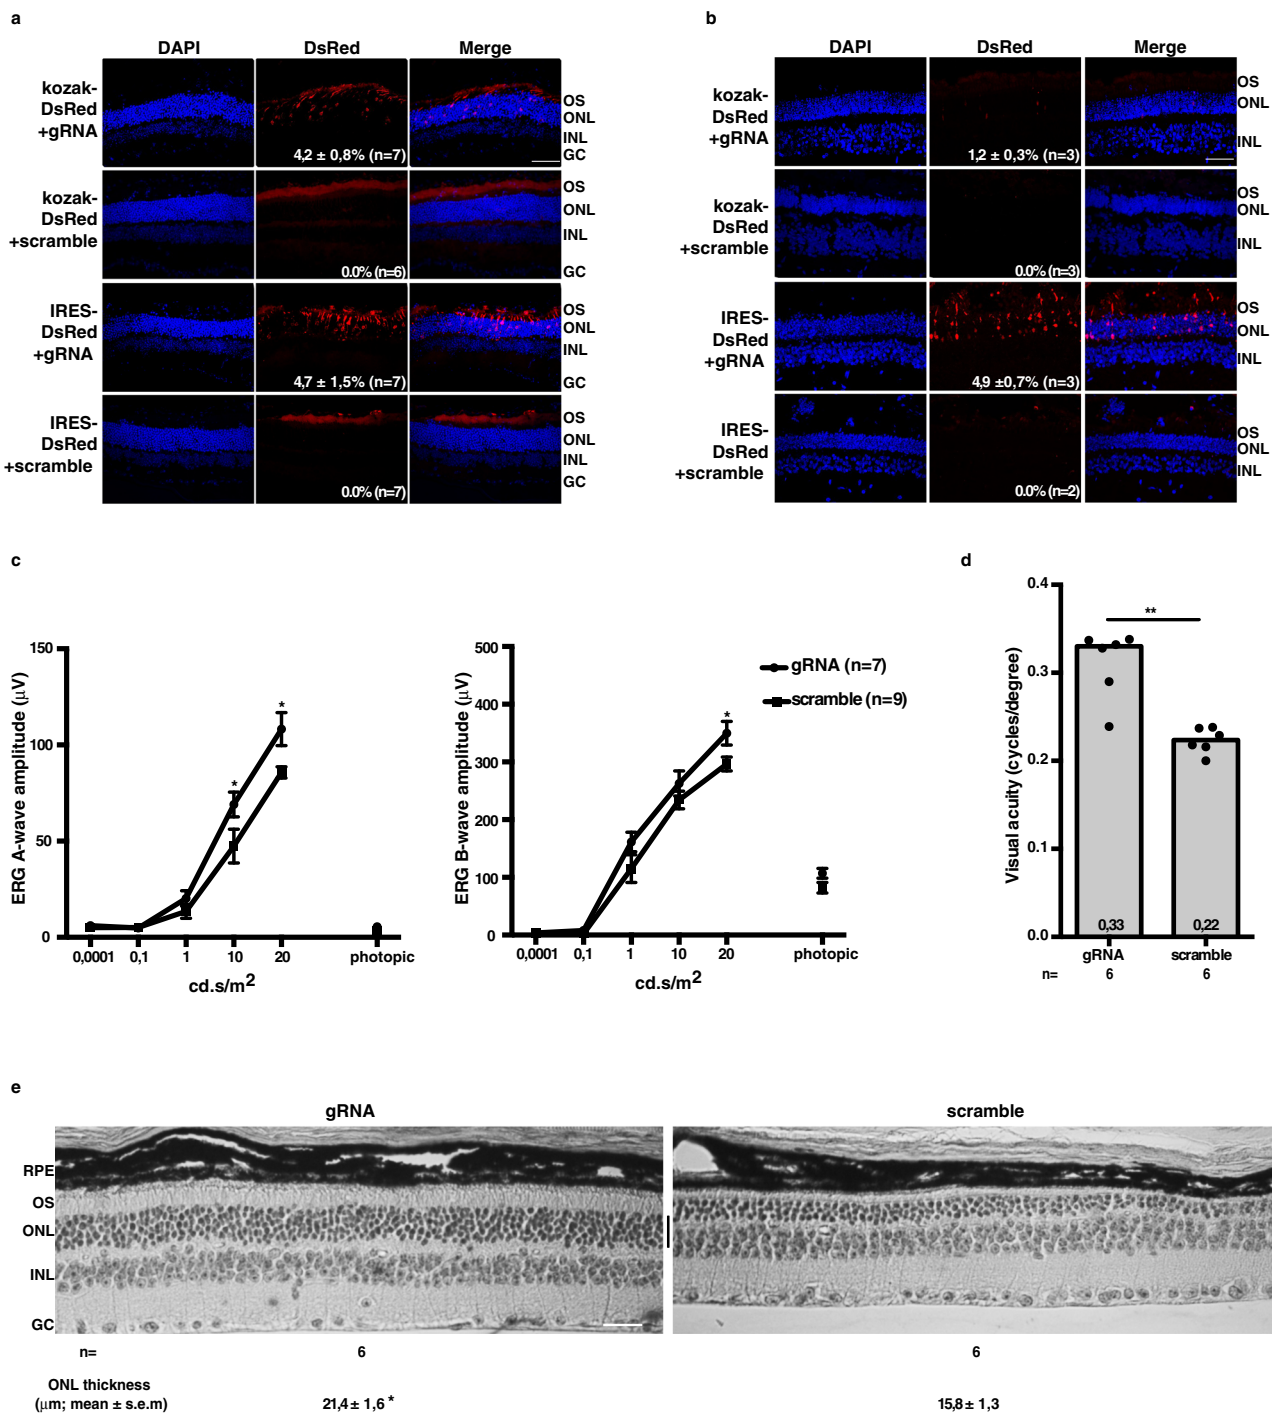 a
DAPI DsRed Merge
kozak-
DsRed
+gRNA
OS
ONL
INL
GC
4,2 ± 0,8% (n=7)
kozak-
DsRed
+scramble
OS
ONL
INL
GC
0.0% (n=6)
IRES-
DsRed
+gRNA
OS
ONL
INL
GC
4,7 ± 1,5% (n=7)
IRES-
DsRed
+scramble
OS
ONL
INL
GC
0.0% (n=7)
b
DAPI DsRed Merge
kozak-
DsRed
+gRNA
OS
ONL
INL
1,2 ± 0,3% (n=3)
kozak-
DsRed
+scramble
OS
ONL
INL
0.0% (n=3)
IRES-
DsRed
+gRNA
OS
ONL
INL
4,9 ±0,7% (n=3)
IRES-
DsRed
+scramble
OS
ONL
INL
0.0% (n=2)
c
ERG A-wave amplitude (µV)
150
100
50
0
*
*
0,0001 0,1 1 10 20 photopic
cd.s/m²
ERG B-wave amplitude (µV)
500
400
300
200
100
0
*
0,0001 0,1 1 10 20 photopic
cd.s/m²
gRNA (n=7)
scramble (n=9)
d
Visual acuity (cycles/degree)
0.4
0.3
0.2
0.1
0.0
**
0,33 0,22
gRNA scramble
n= 6 6
e
gRNA scramble
RPE
OS
ONL
INL
GC
n= 6 6
ONL thickness
(µm; mean ± s.e.m) 21,4 ± 1,6 * 15,8 ± 1,3